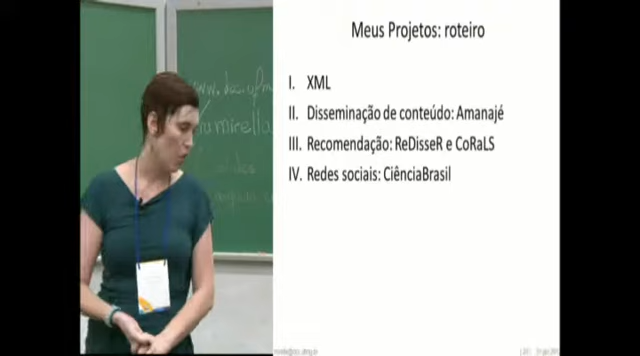 Meus Projetos: roteiro
I. XML
II. Disseminação de conteúdo: Amanajé
III. Recomendação: ReDisseR e CoRaLS
IV. Redes sociais: CiênciaBrasil